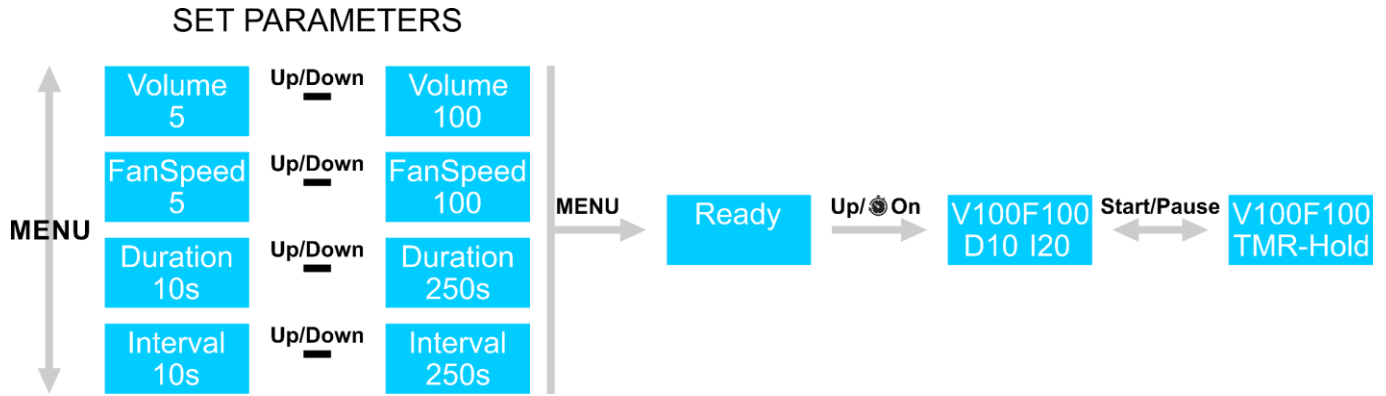 SET PARAMETERS
MENU
Volume
5
Up/Down
Volume
100
FanSpeed
5
Up/Down
FanSpeed
100
Duration
10s
Up/Down
Duration
250s
Interval
10s
Up/Down
Interval
250s
MENU
Ready
Up/ On
V100F100
D10 I20
Start/Pause
V100F100
TMR-Hold